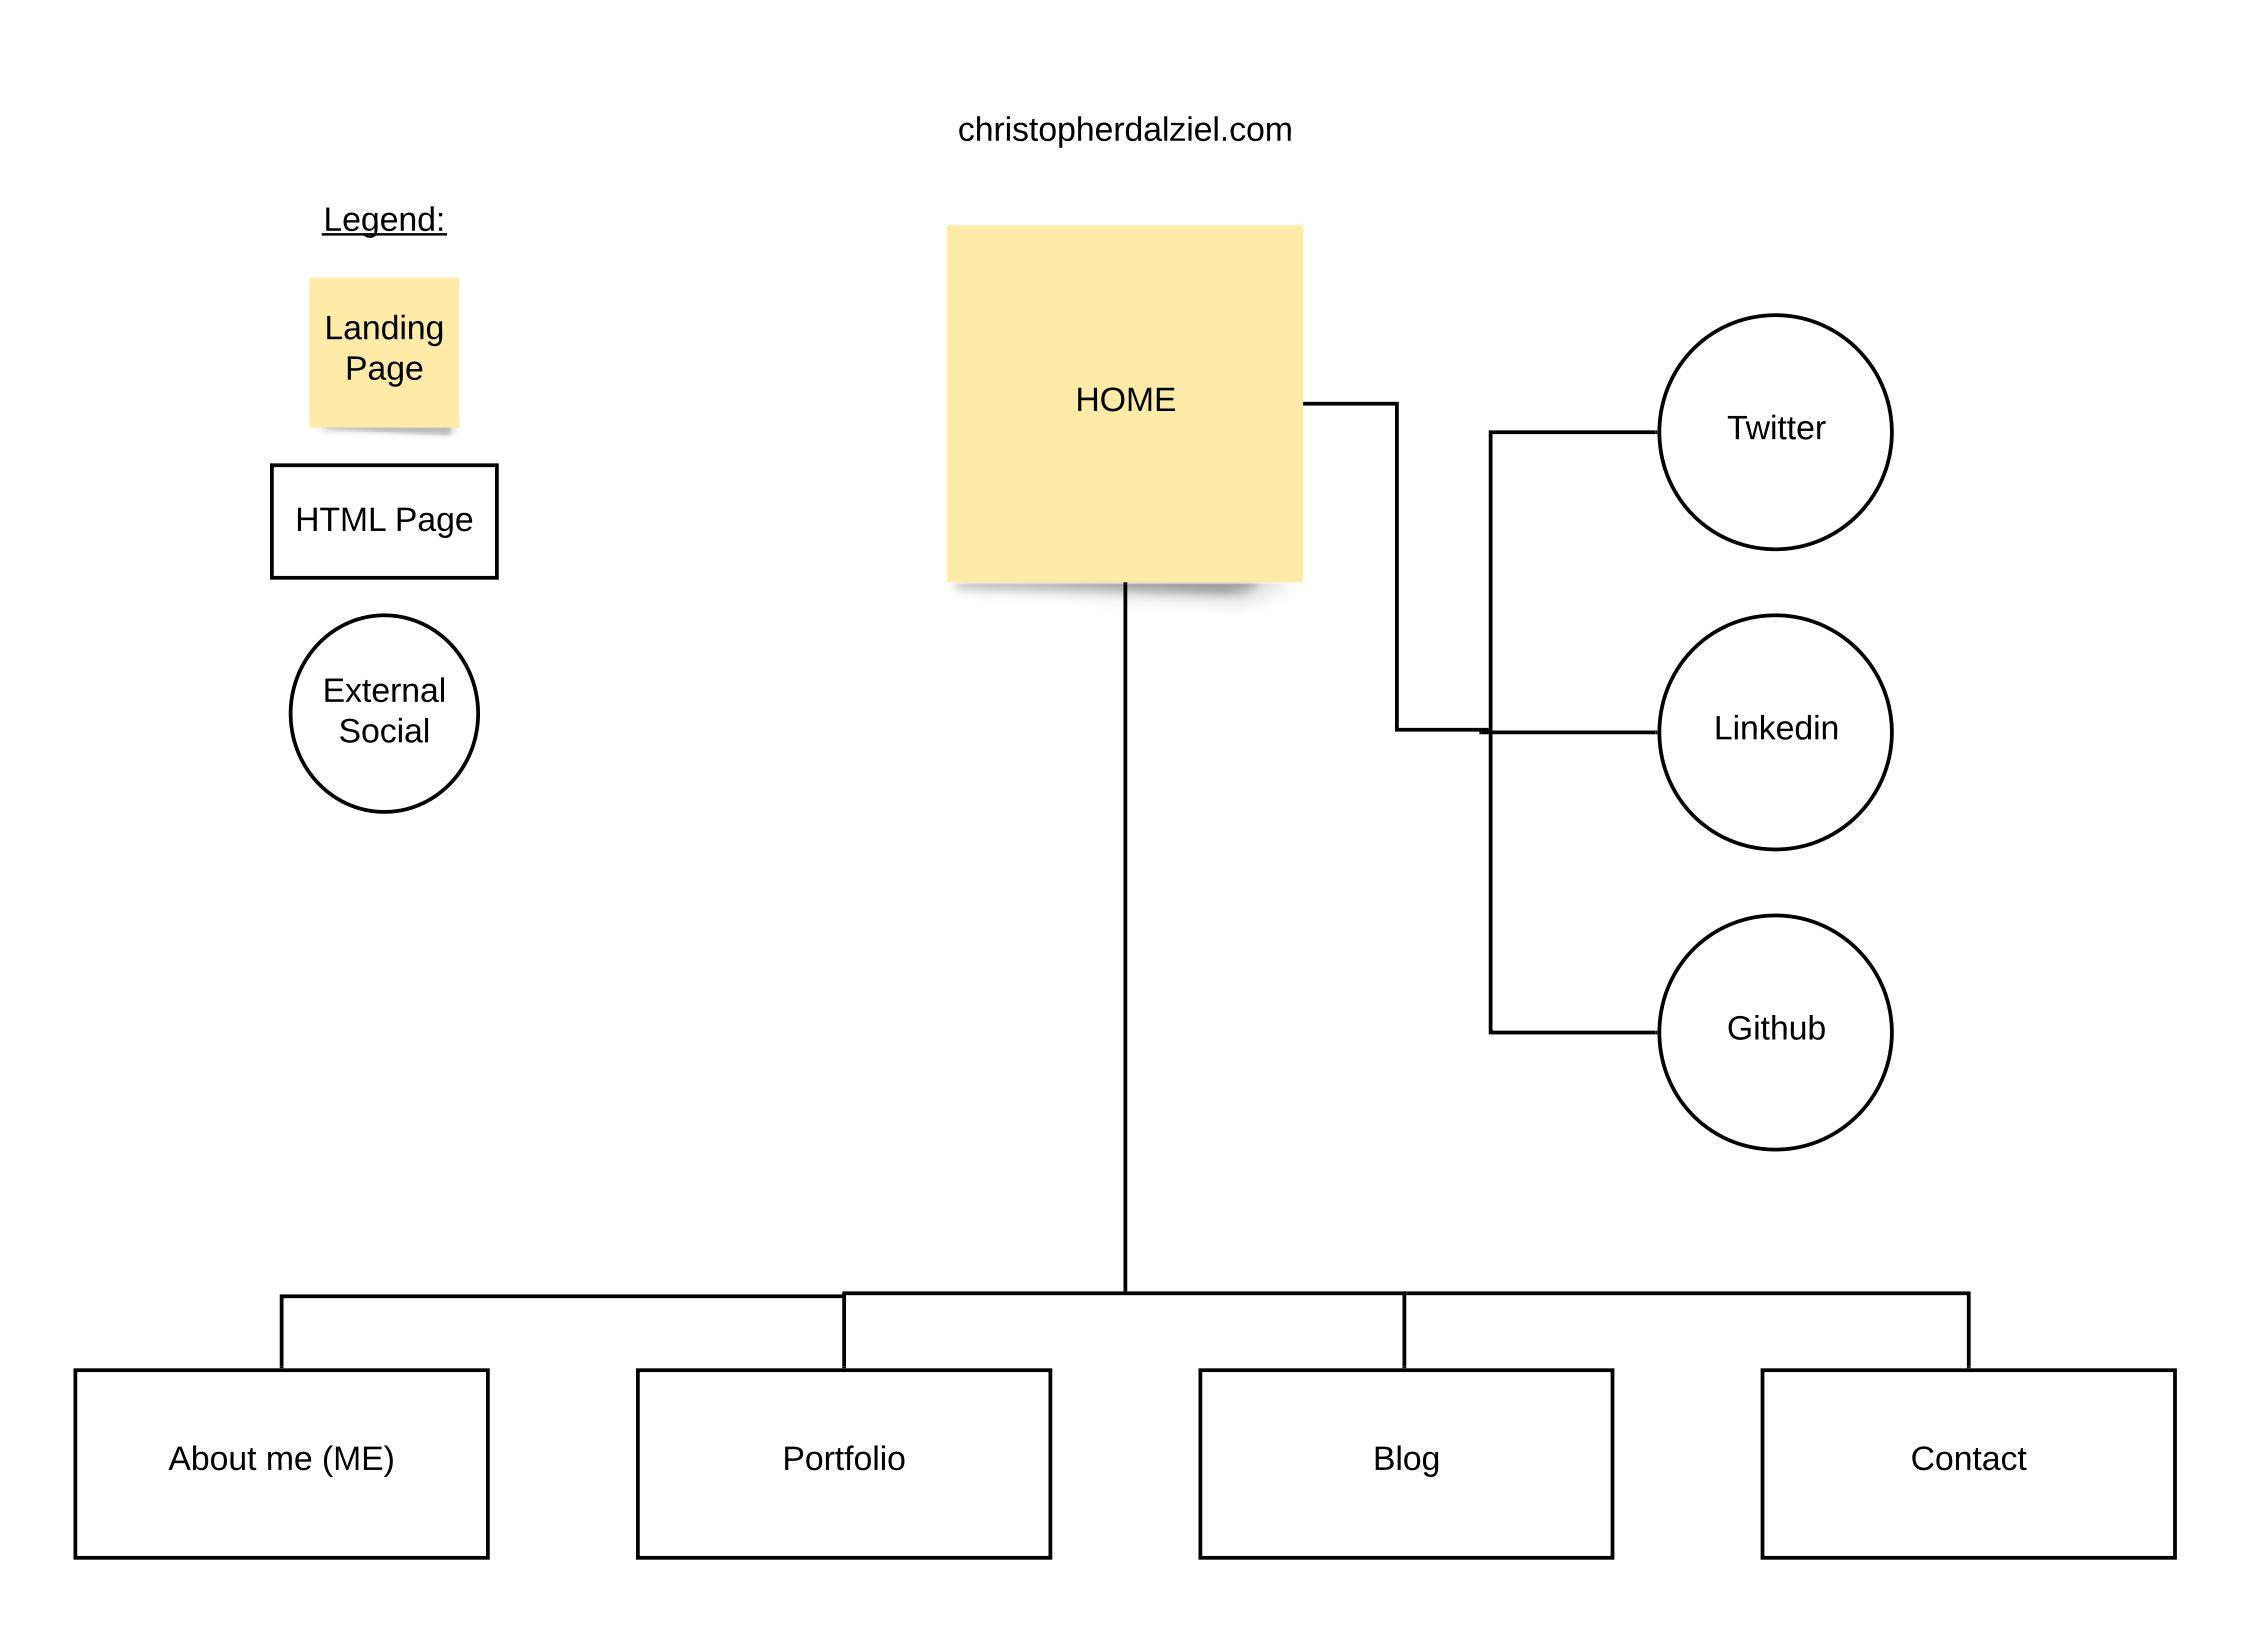 christopherdalziel.com
Legend:
Landing
Page
HTML Page
External
Social
HOME
Twitter
Linkedin
Github
About me (ME)
Portfolio
Blog
Contact